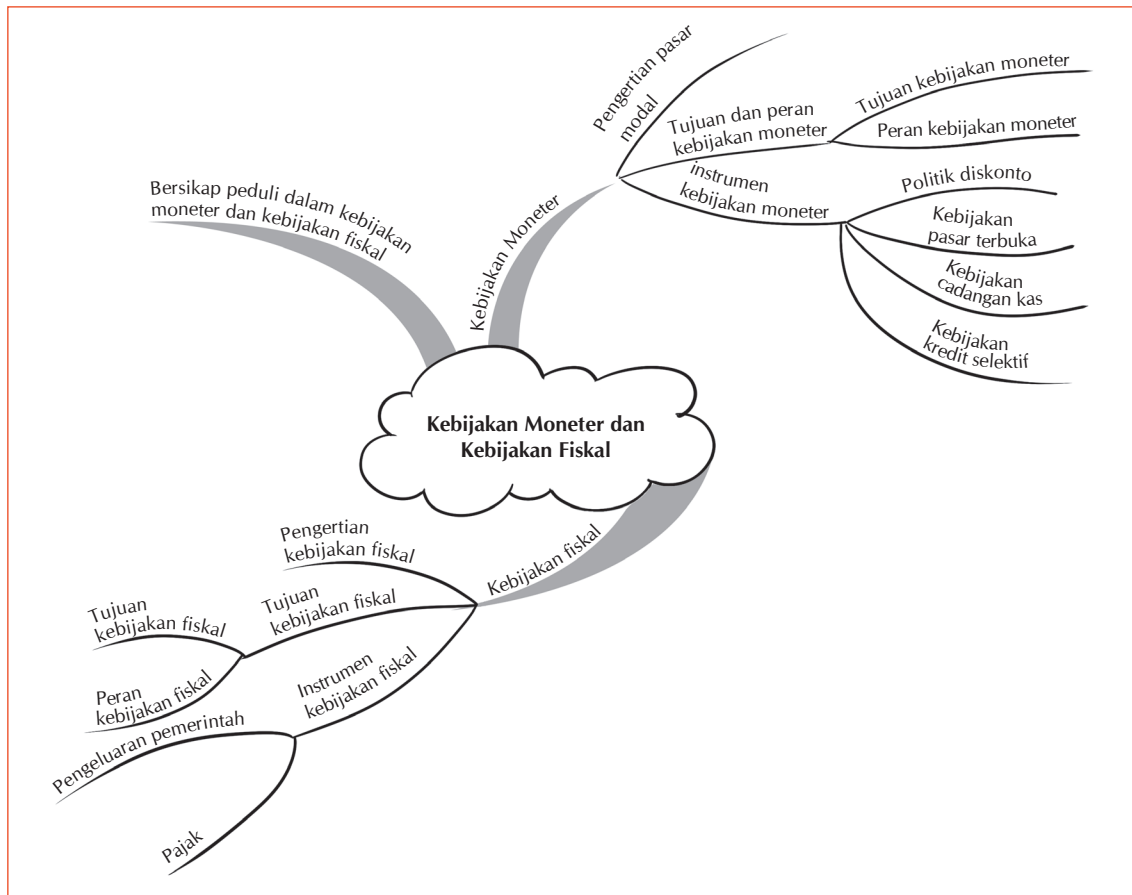 Pengertian pasar
modal
Tujuan dan peran
kebijakan moneter
Tujuan kebijakan moneter
Peran kebijakan moneter
instrumen
kebijakan moneter
Politik diskonto
Kebijakan
pasar terbuka
Kebijakan
cadangan kas
Kebijakan
kredit selektif
Bersikap peduli dalam kebijakan
moneter dan kebijakan fiskal
Kebijakan Moneter
Kebijakan Moneter dan
Kebijakan Fiskal
Kebijakan fiskal
Pengertian
kebijakan fiskal
Tujuan
kebijakan fiskal
Tujuan
kebijakan fiskal
Peran
kebijakan fiskal
Instrumen
kebijakan fiskal
Pengeluaran pemerintah
Pajak